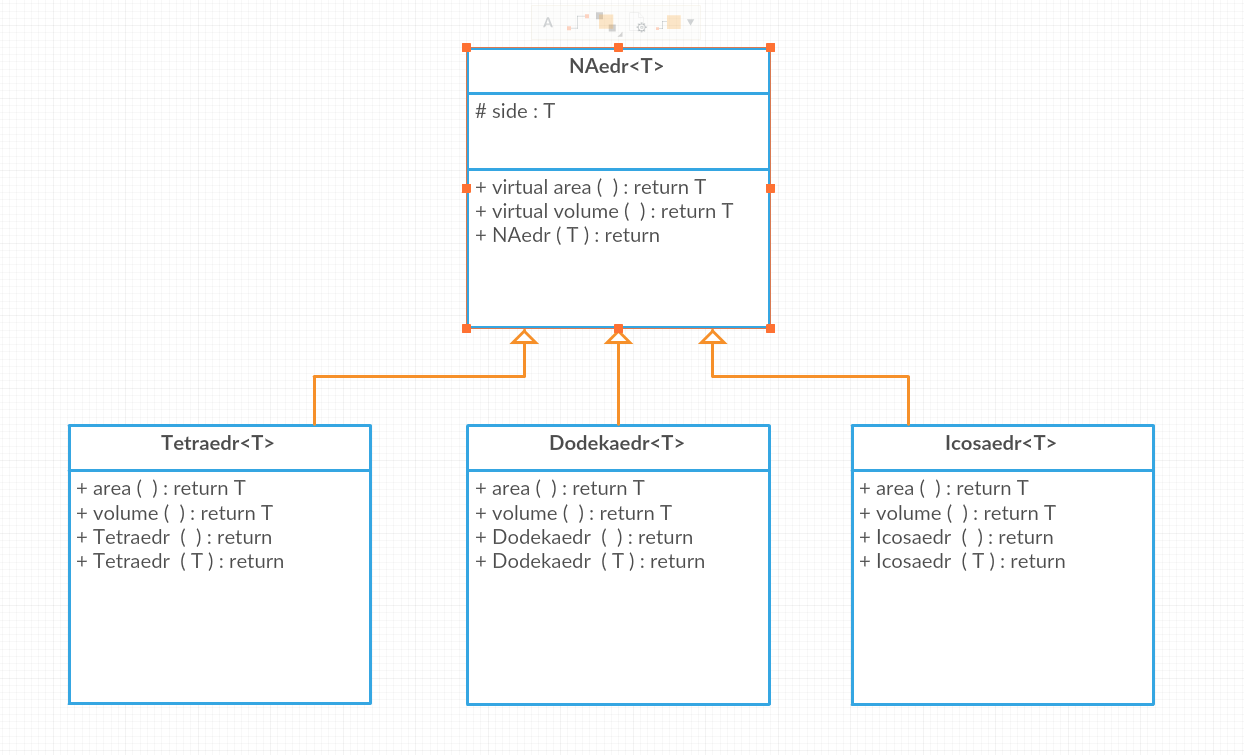 A
NAedr<T>
# side : T
+ virtual area ( ) : return T
+ virtual volume ( ) : return T
+ NAedr ( T ) : return
Tetraedr<T>
+ area ( ) : return T
+ volume ( ) : return T
+ Tetraedr ( ) : return
+ Tetraedr ( T ) : return
Dodekaedr<T>
+ area ( ) : return T
+ volume ( ) : return T
+ Dodekaedr ( ) : return
+ Dodekaedr ( T ) : return
Icosaedr<T>
+ area ( ) : return T
+ volume ( ) : return T
+ Icosaedr ( ) : return
+ Icosaedr ( T ) : return